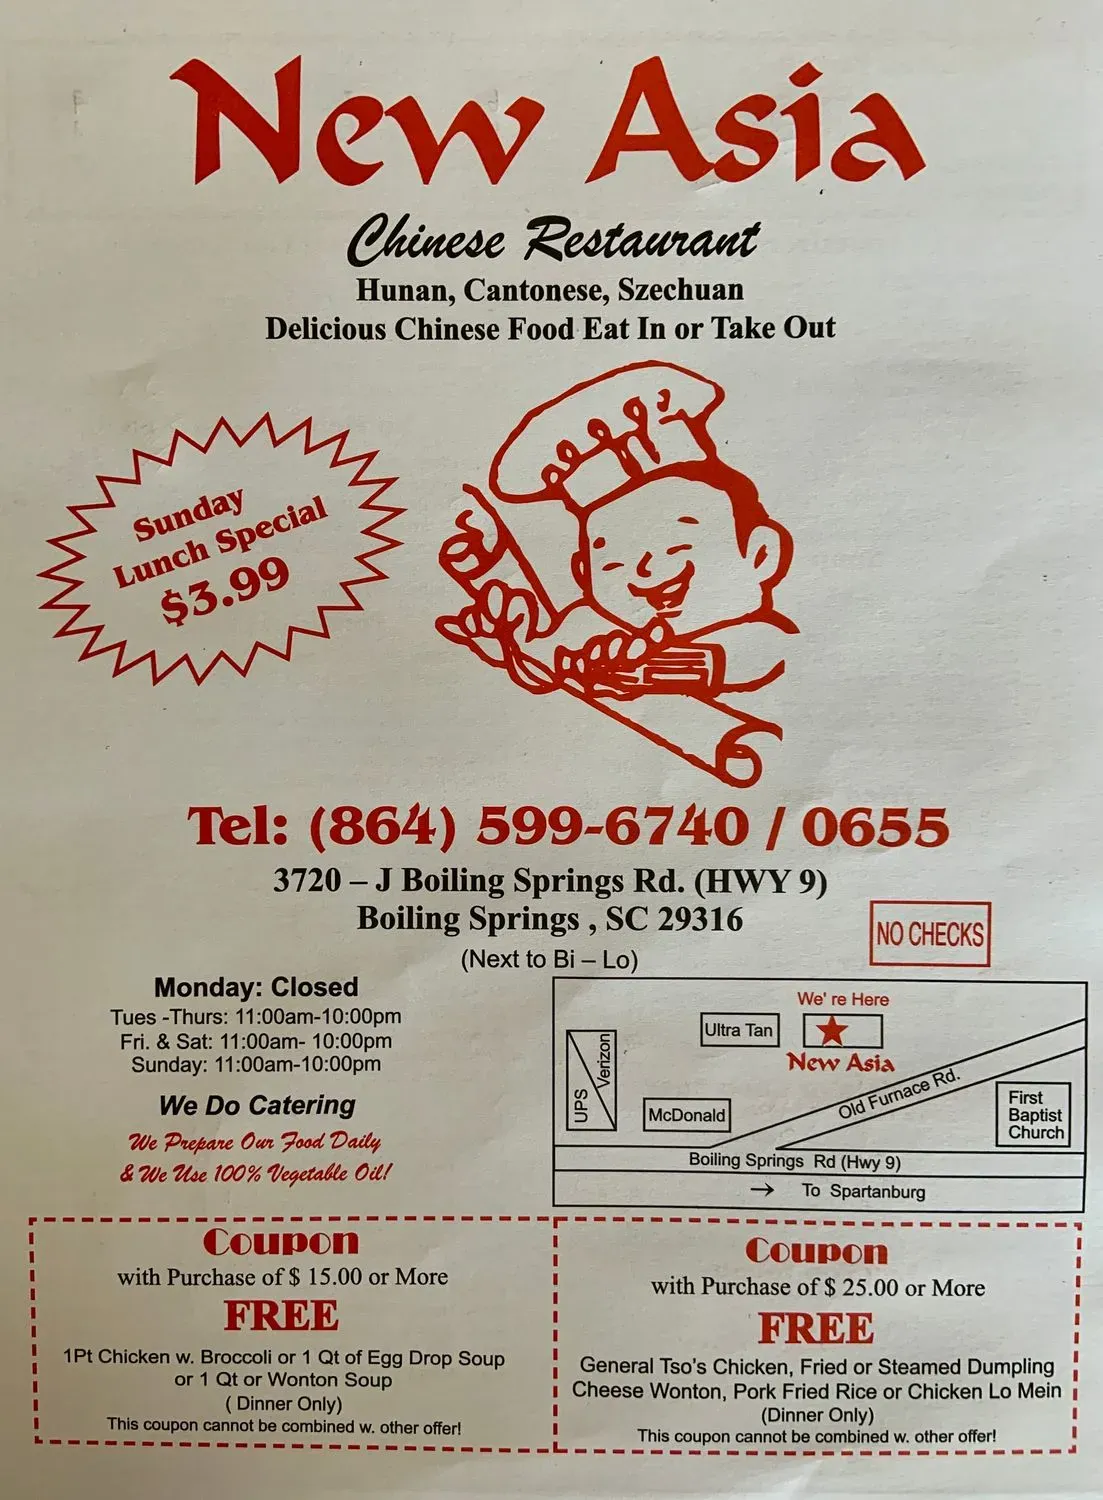 New Asia
Chinese Restaurant
Hunan, Cantonese, Szechuan
Delicious Chinese Food Eat In or Take Out
Sunday
Lunch Special
$3.99
Tel: (864) 599-6740 / 0655
3720 – J Boiling Springs Rd. (HWY 9)
Boiling Springs , SC 29316
(Next to Bi – Lo)
NO CHECKS
Monday: Closed
Tues -Thurs: 11:00am-10:00pm
Fri. & Sat: 11:00am- 10:00pm
Sunday: 11:00am-10:00pm
We Do Catering
We Prepare Our Food Daily
& We Use 100% Vegetable Oil!
We' re Here
Ultra Tan
New Asia
UPS
Verizon
McDonald
Old Furnace Rd.
First
Baptist
Church
Boiling Springs Rd (Hwy 9)
→ To Spartanburg
Coupon
with Purchase of $ 15.00 or More
FREE
1Pt Chicken w. Broccoli or 1 Qt of Egg Drop Soup
or 1 Qt or Wonton Soup
( Dinner Only)
This coupon cannot be combined w. other offer!
Coupon
with Purchase of $ 25.00 or More
FREE
General Tso's Chicken, Fried or Steamed Dumpling
Cheese Wonton, Pork Fried Rice or Chicken Lo Mein
(Dinner Only)
This coupon cannot be combined w. other offer!